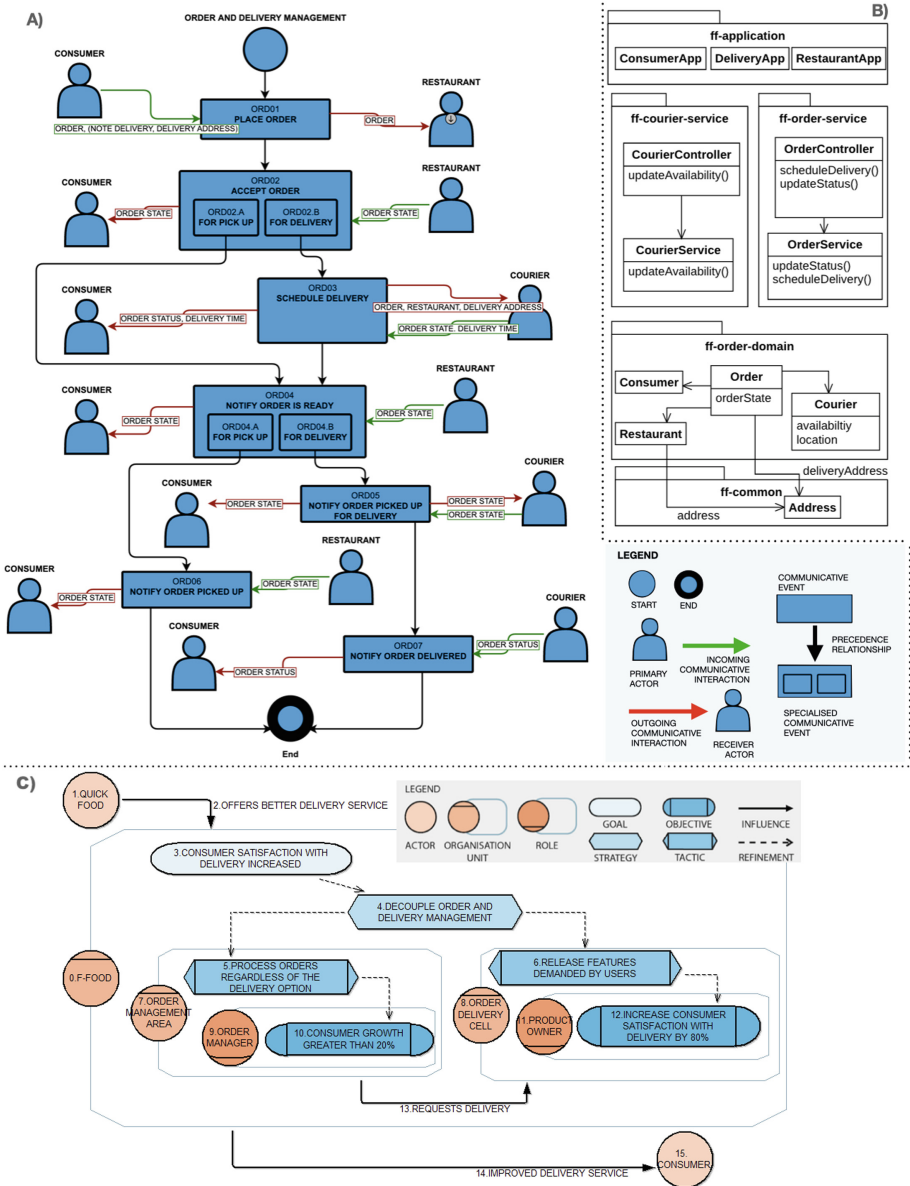 A)
ORDER AND DELIVERY MANAGEMENT
CONSUMER
RESTAURANT
ORD01
PLACE ORDER
ORDER
ORDER, (NOTE DELIVERY, DELIVERY ADDRESS)
CONSUMER
RESTAURANT
ORD02
ACCEPT ORDER
ORD02.A
FOR PICK UP
ORD02.B
FOR DELIVERY
ORDER STATE
ORDER STATE
CONSUMER
COURIER
ORD03
SCHEDULE DELIVERY
ORDER, RESTAURANT, DELIVERY ADDRESS
ORDER STATUS, DELIVERY TIME
ORDER STATE. DELIVERY TIME
CONSUMER
RESTAURANT
ORD04
NOTIFY ORDER IS READY
ORD04.A
FOR PICK UP
ORD04.B
FOR DELIVERY
ORDER STATE
ORDER STATE
CONSUMER
COURIER
ORD05
NOTIFY ORDER PICKED UP
FOR DELIVERY
ORDER STATE
ORDER STATE
ORDER STATE
CONSUMER
RESTAURANT
ORD06
NOTIFY ORDER PICKED UP
ORDER STATE
ORDER STATE
CONSUMER
COURIER
ORD07
NOTIFY ORDER DELIVERED
ORDER STATUS
ORDER STATUS
End
B)
ff-application
ConsumerApp
DeliveryApp
RestaurantApp
ff-courier-service
CourierController
updateAvailability()
CourierService
updateAvailability()
ff-order-service
OrderController
scheduleDelivery()
updateStatus()
OrderService
updateStatus()
scheduleDelivery()
ff-order-domain
Consumer
Order
orderState
Courier
availabiltiy
location
Restaurant
deliveryAddress
ff-common
address
Address
LEGEND
START
END
COMMUNICATIVE
EVENT
PRIMARY
ACTOR
INCOMING
COMMUNICATIVE
INTERACTION
PRECEDENCE
RELATIONSHIP
OUTGOING
COMMUNICATIVE
INTERACTION
RECEIVER
ACTOR
SPECIALISED
COMMUNICATIVE
EVENT
C)
1.QUICK
FOOD
2.OFFERS BETTER DELIVERY SERVICE
LEGEND
ACTOR
ORGANISATION
UNIT
ROLE
GOAL
OBJECTIVE
INFLUENCE
STRATEGY
TACTIC
REFINEMENT
3.CONSUMER SATISFACTION WITH
DELIVERY INCREASED
4.DECOUPLE ORDER AND
DELIVERY MANAGEMENT
0.F-FOOD
5.PROCESS ORDERS
REGARDLESS OF THE
DELIVERY OPTION
6.RELEASE FEATURES
DEMANDED BY USERS
7.ORDER
MANAGEMENT
AREA
8.ORDER
DELIVERY
CELL
9.ORDER
MANAGER
10.CONSUMER GROWTH
GREATER THAN 20%
11.PRODUCT
OWNER
12.INCREASE CONSUMER
SATISFACTION WITH
DELIVERY BY 80%
13.REQUESTS DELIVERY
14.IMPROVED DELIVERY SERVICE
15.
CONSUMER